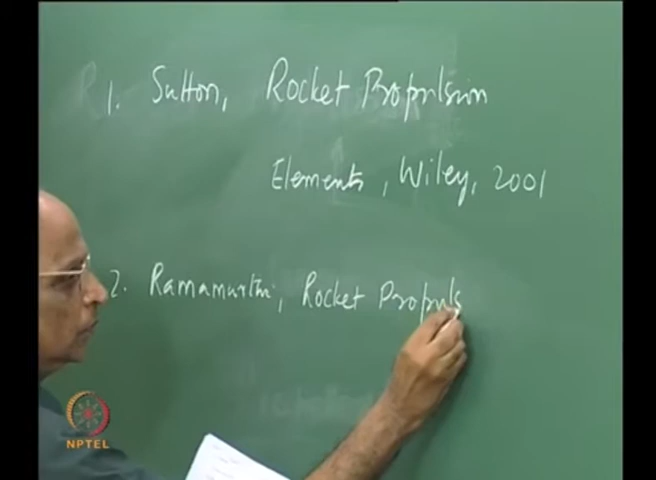 1. Sutton, Rocket Propulsion
Elements, Wiley, 2001
2. Ramamurthi, Rocket Propuls
NPTEL